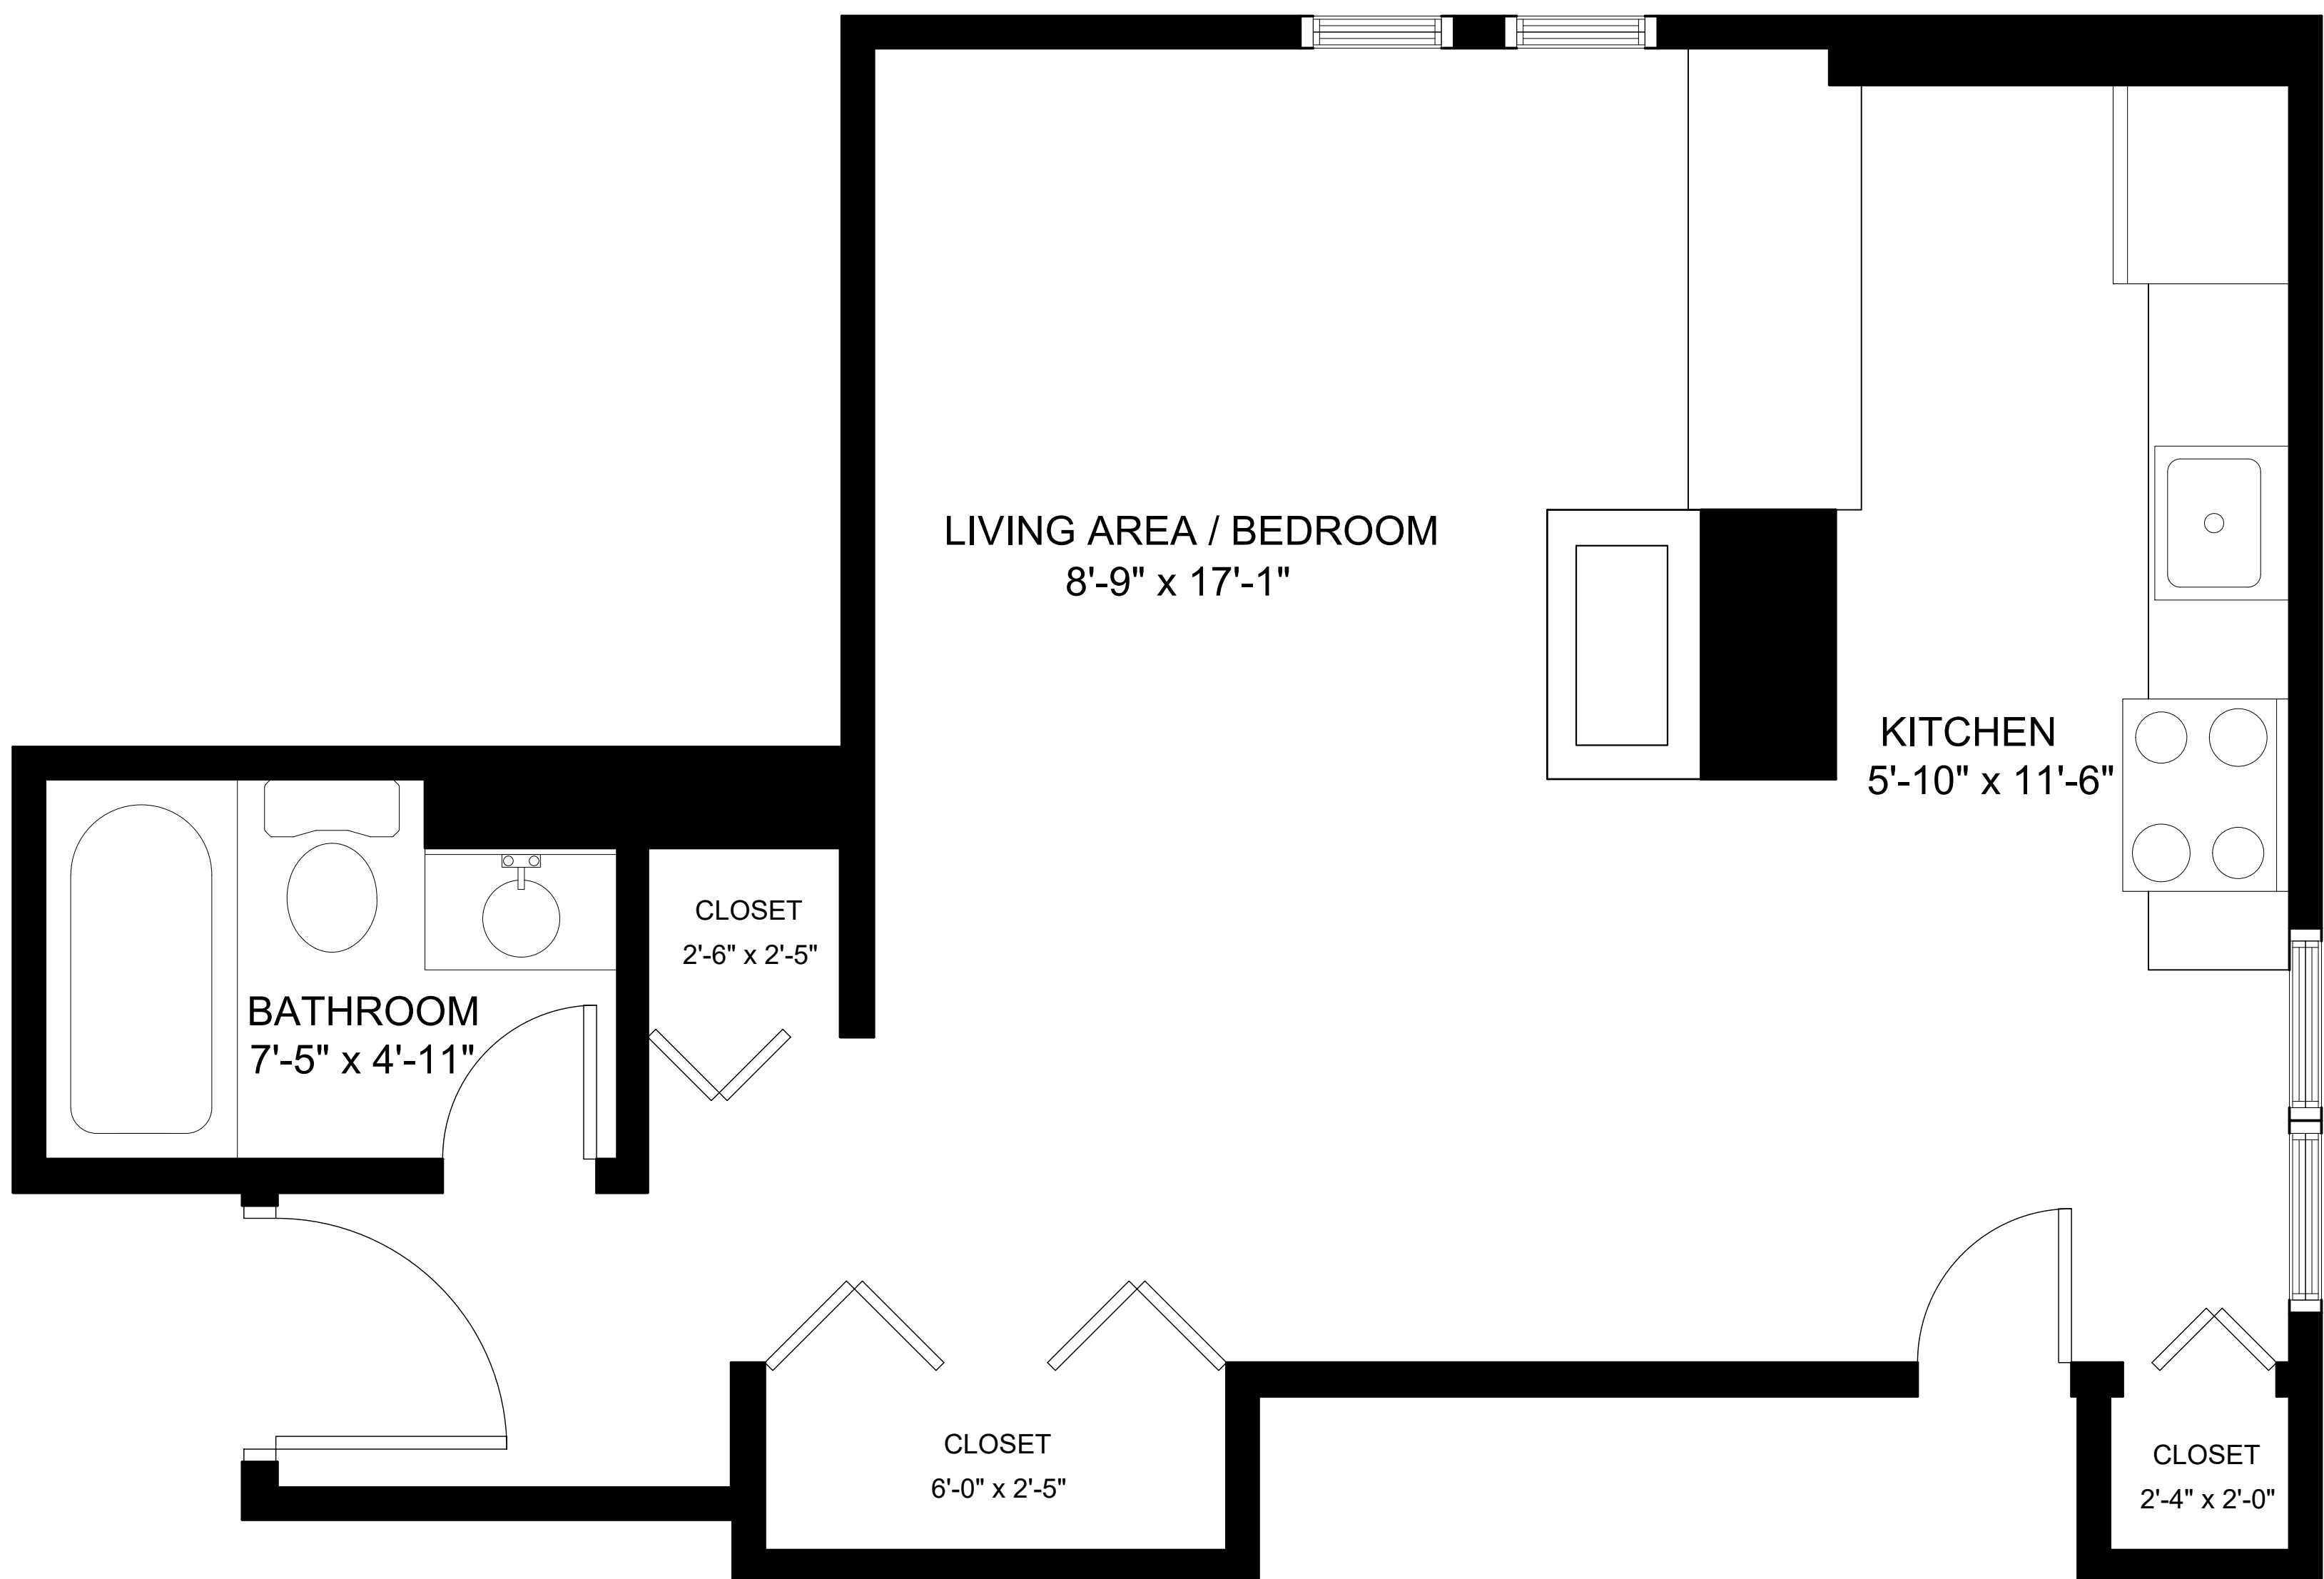 LIVING AREA / BEDROOM
8'-9" x 17'-1"
KITCHEN
5'-10" x 11'-6"
CLOSET
2'-6" x 2'-5"
BATHROOM
7'-5" x 4'-11"
CLOSET
6'-0" x 2'-5"
CLOSET
2'-4" x 2'-0"